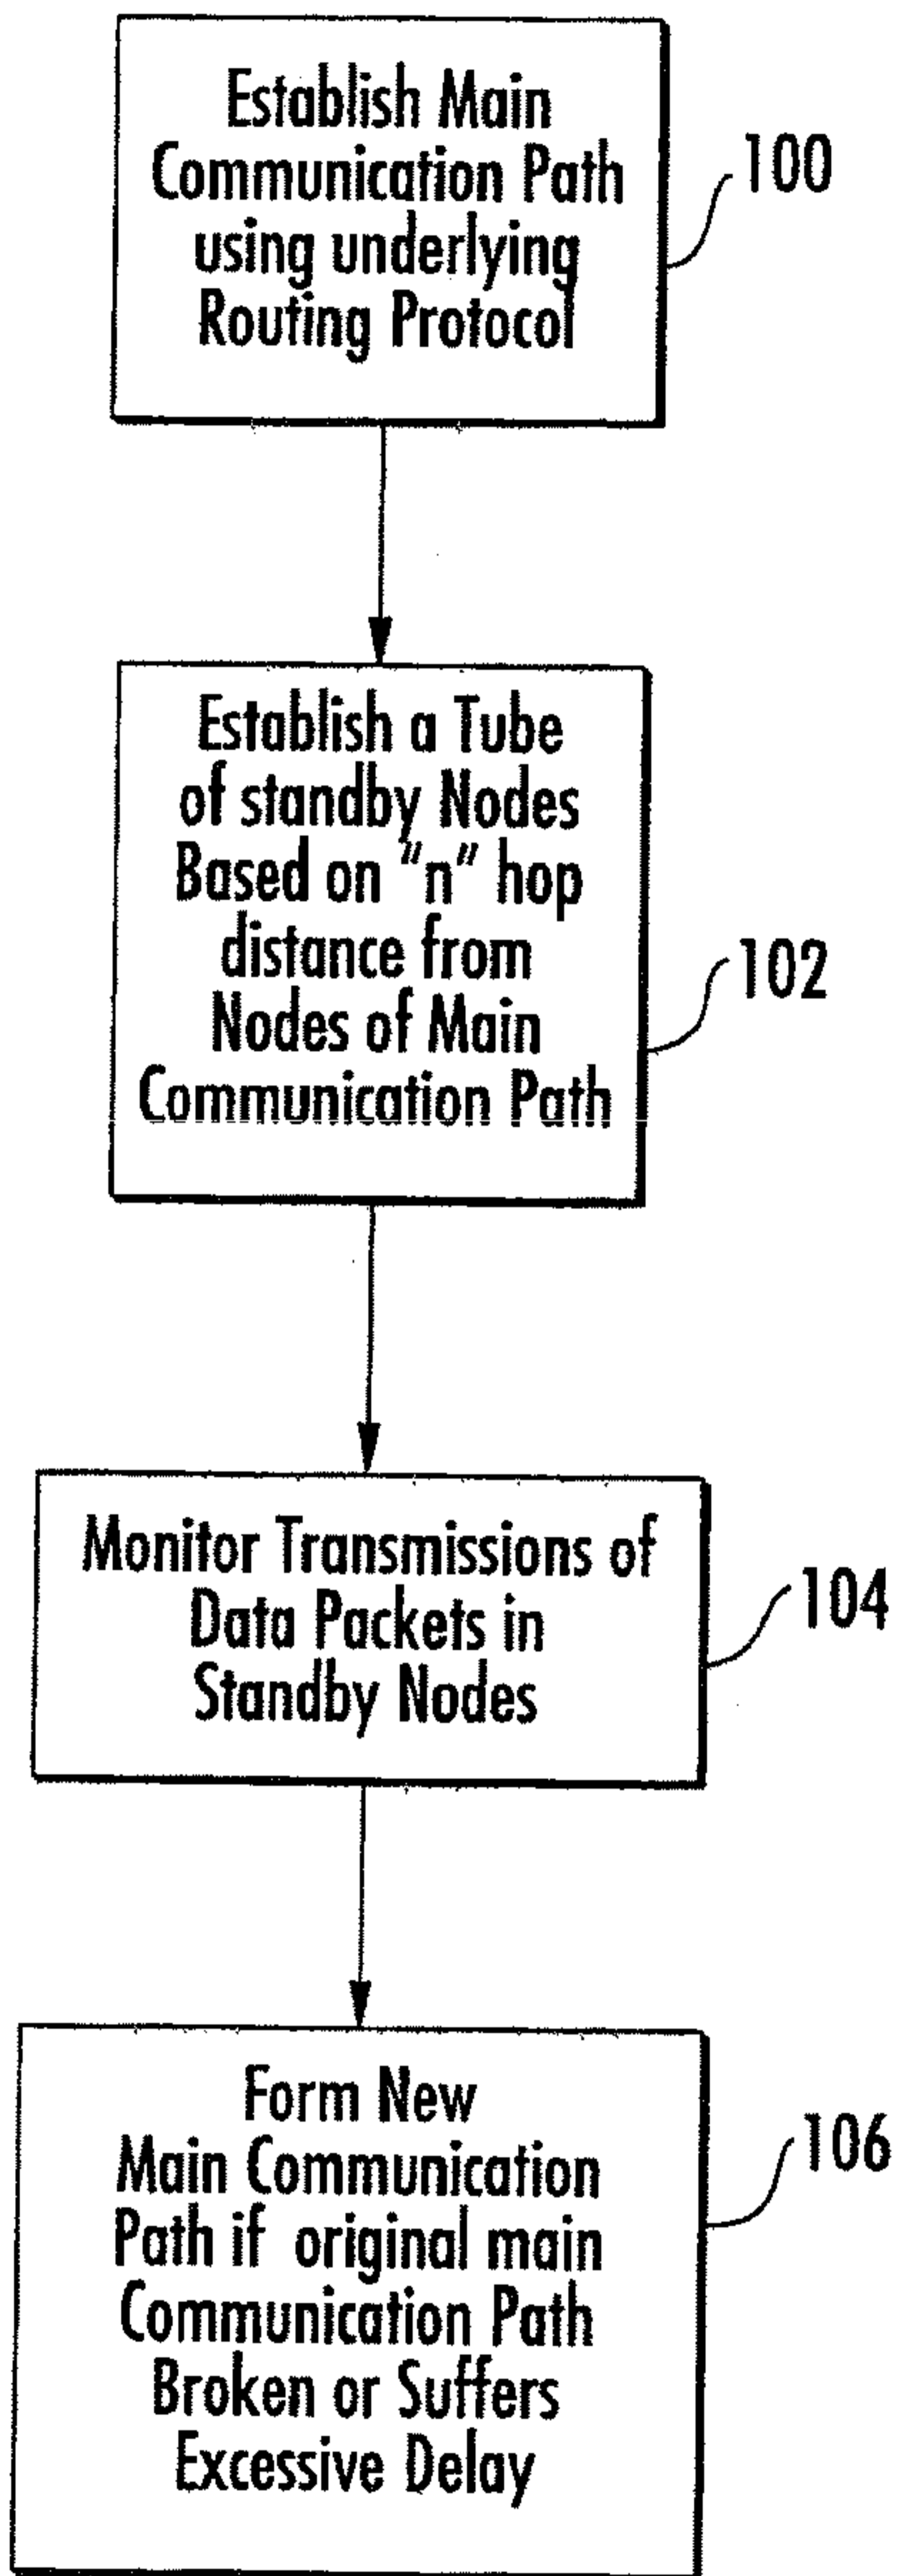 Establish Main
Communication Path
using underlying
Routing Protocol
100
Establish a Tube
of standby Nodes
Based on "n" hop
distance from
Nodes of Main
Communication Path
102
Monitor Transmissions of
Data Packets in
Standby Nodes
104
Form New
Main Communication
Path if original main
Communication Path
Broken or Suffers
Excessive Delay
106